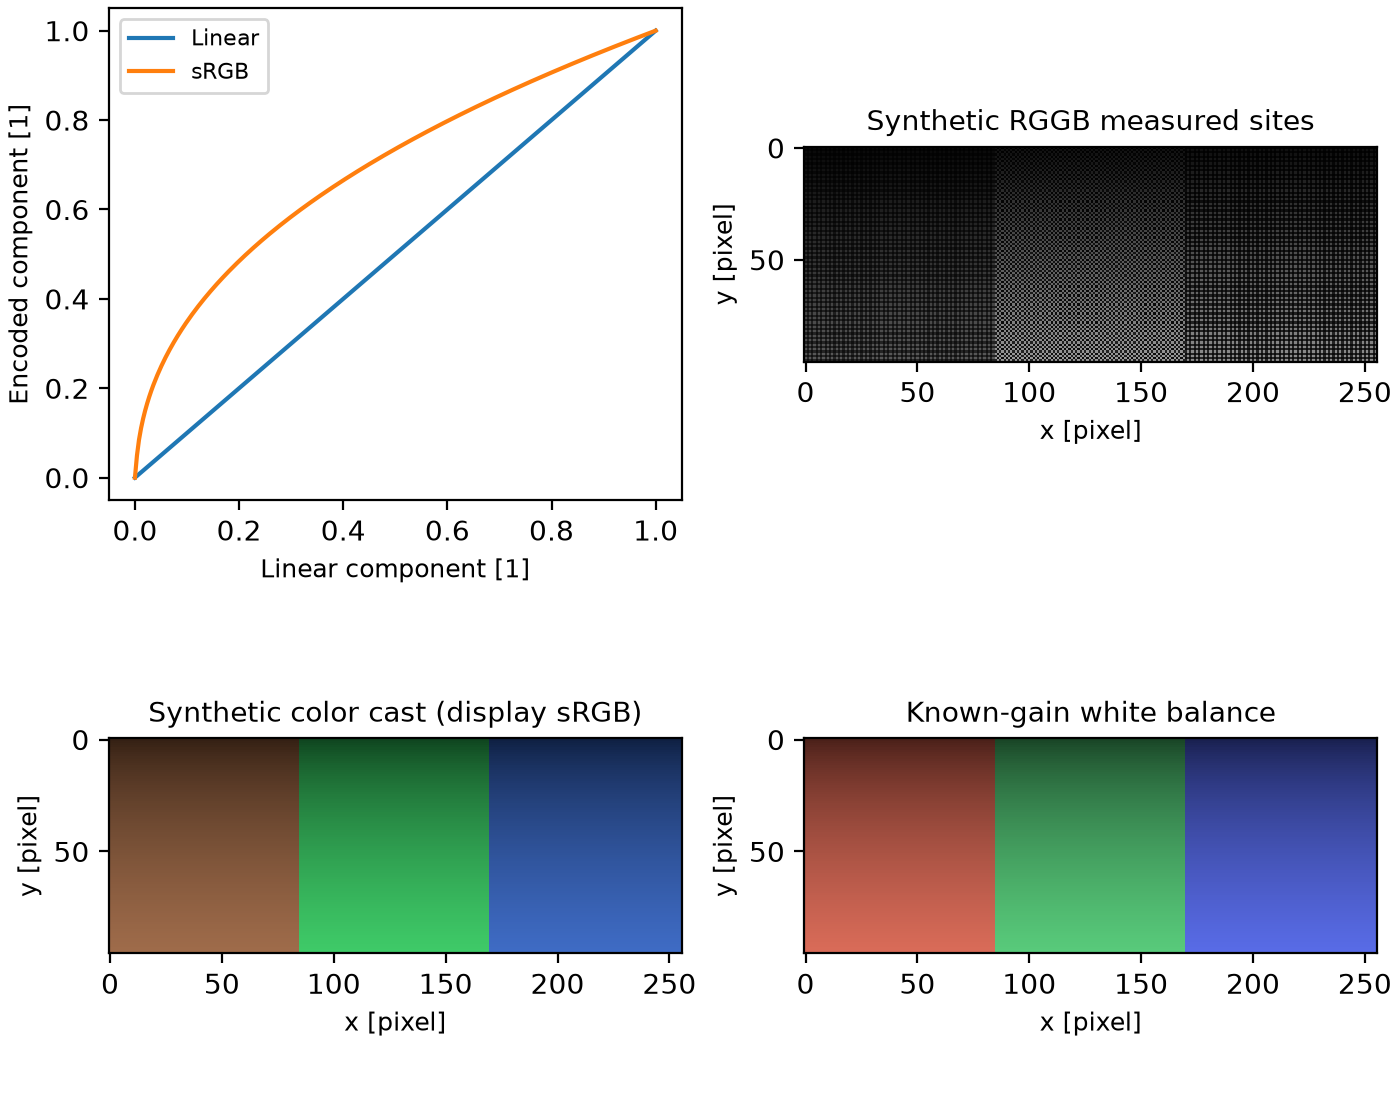 Linear
sRGB
1.0
0.8
0.6
0.4
0.2
0.0
Encoded component [1]
0.0 0.2 0.4 0.6 0.8 1.0
Linear component [1]
Synthetic RGGB measured sites
0
50
y [pixel]
0 50 100 150 200 250
x [pixel]
Synthetic color cast (display sRGB)
0
50
y [pixel]
0 50 100 150 200 250
x [pixel]
Known-gain white balance
0
50
y [pixel]
0 50 100 150 200 250
x [pixel]